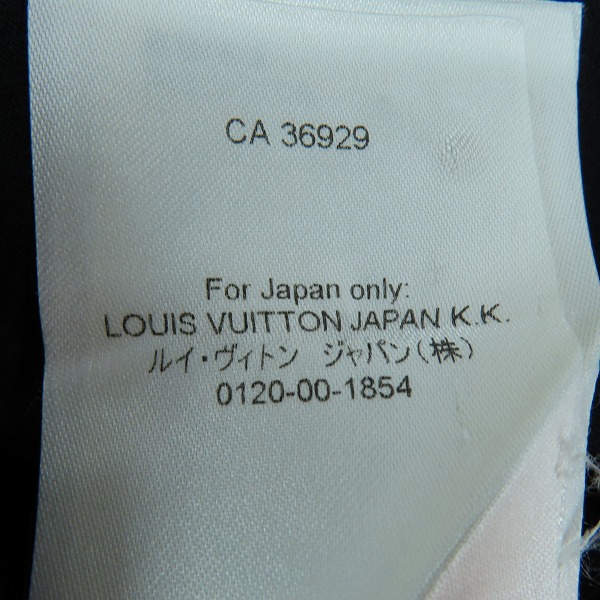 CA 36929
For Japan only:
LOUIS VUITTON JAPAN K.K.
ルイ・ヴィトン ジャパン(株)
0120-00-1854